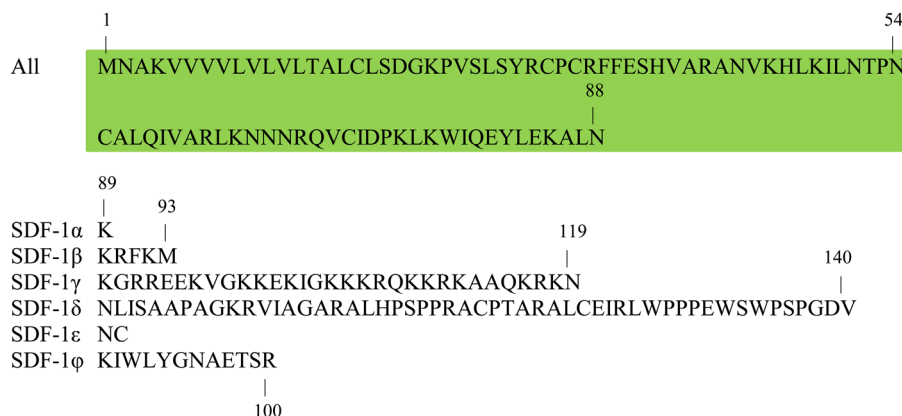 1 54
All MNAKVVVVLVLVLTALCLSDGKPVSLSYRCPCRFFESHVARANVKHLKILNTPN
88
CALQIVARLKNNNRQVCIDPKLKWIQEYLEKALN
89
93
SDF-1α K 119
SDF-1β KRFKM 140
SDF-1γ KGRREEKVGKKEKIGKKKRQKKRKAAQKRKN
SDF-1δ NLISAAPAGKRVIAGARALHPSPPRACPTARALCEIRLWPPPEWSWPSPGDV
SDF-1ε NC
SDF-1φ KIWLYGNAETSR
100